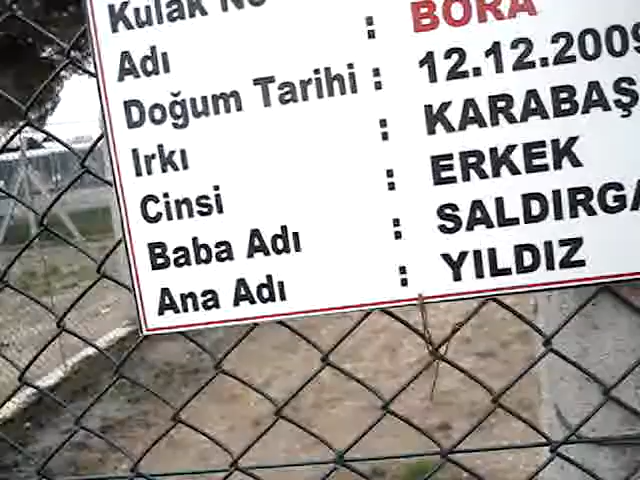 Kulak No
Adı : BORA
Doğum Tarihi : 12.12.2009
Irkı : KARABAŞ
Cinsi : ERKEK
Baba Adı : SALDIRGA
Ana Adı : YILDIZ